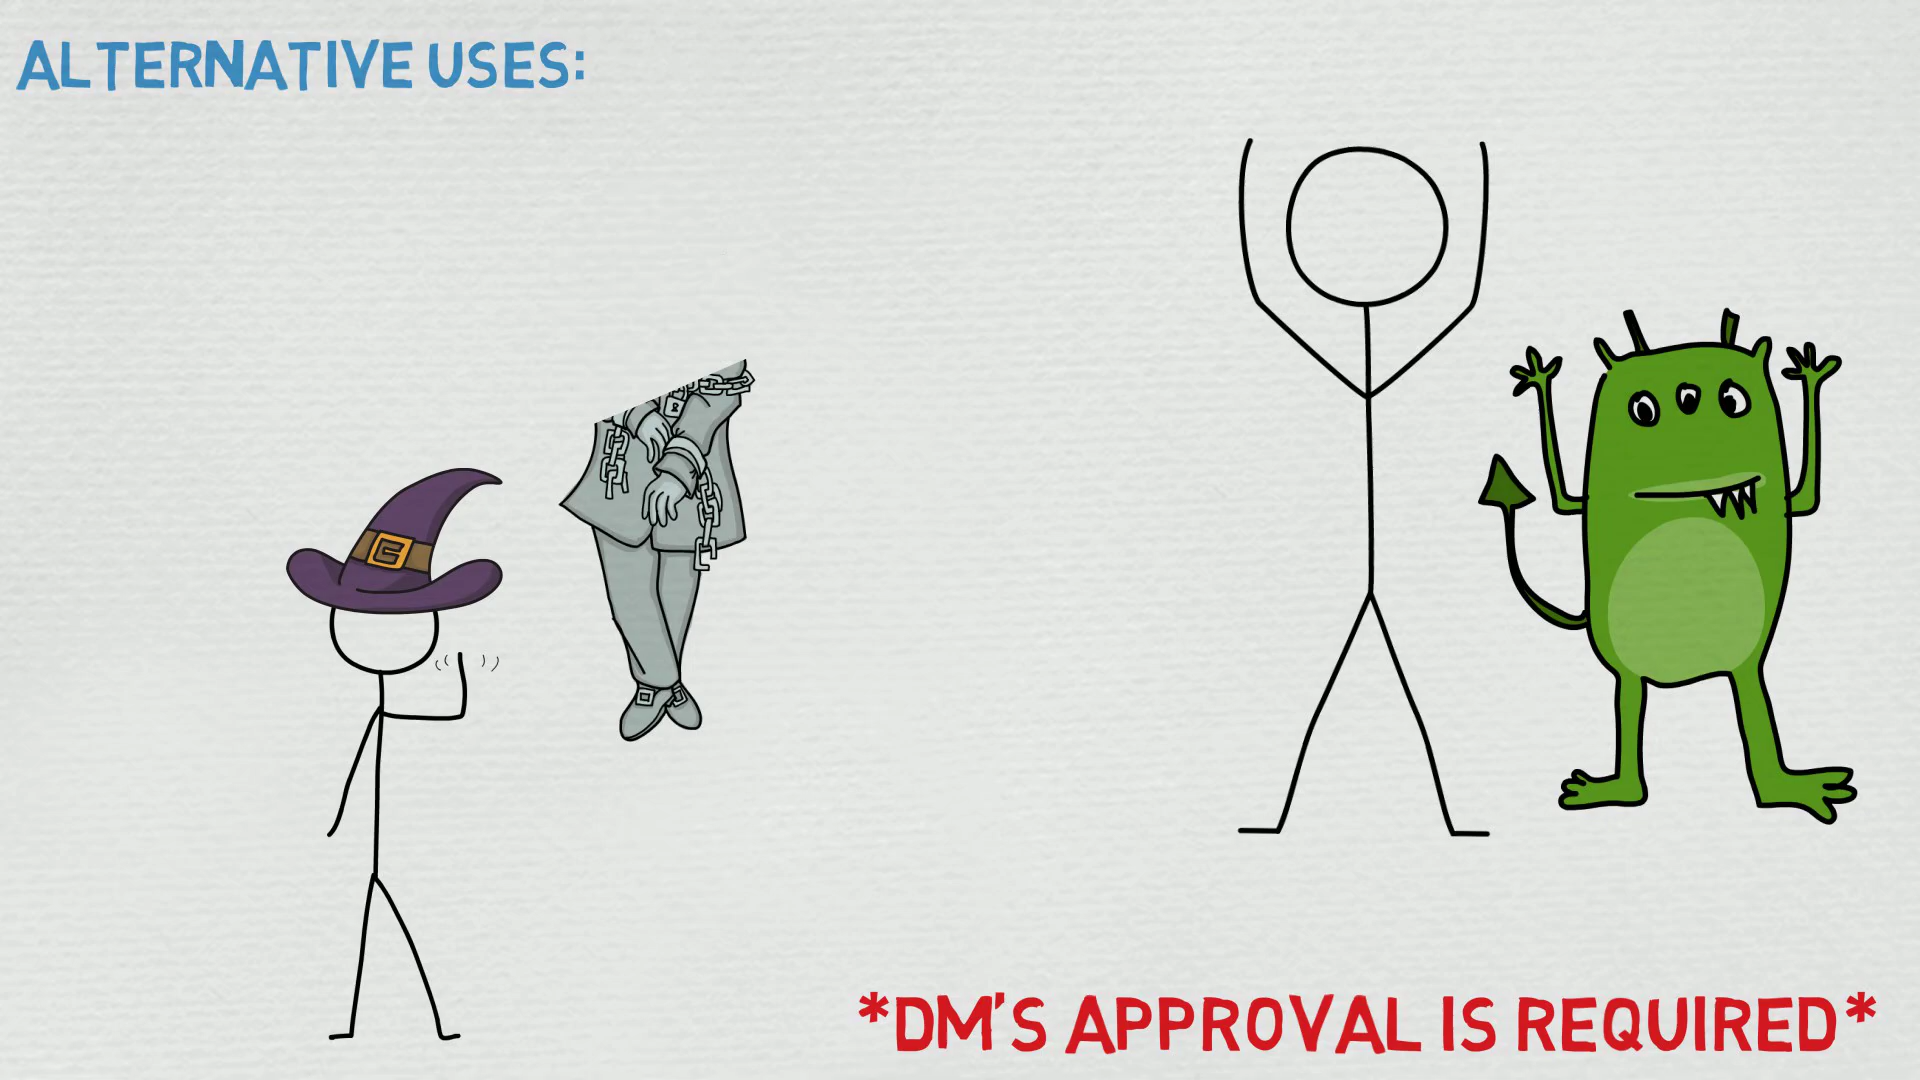 ALTERNATIVE USES:
*DM'S APPROVAL IS REQUIRED*